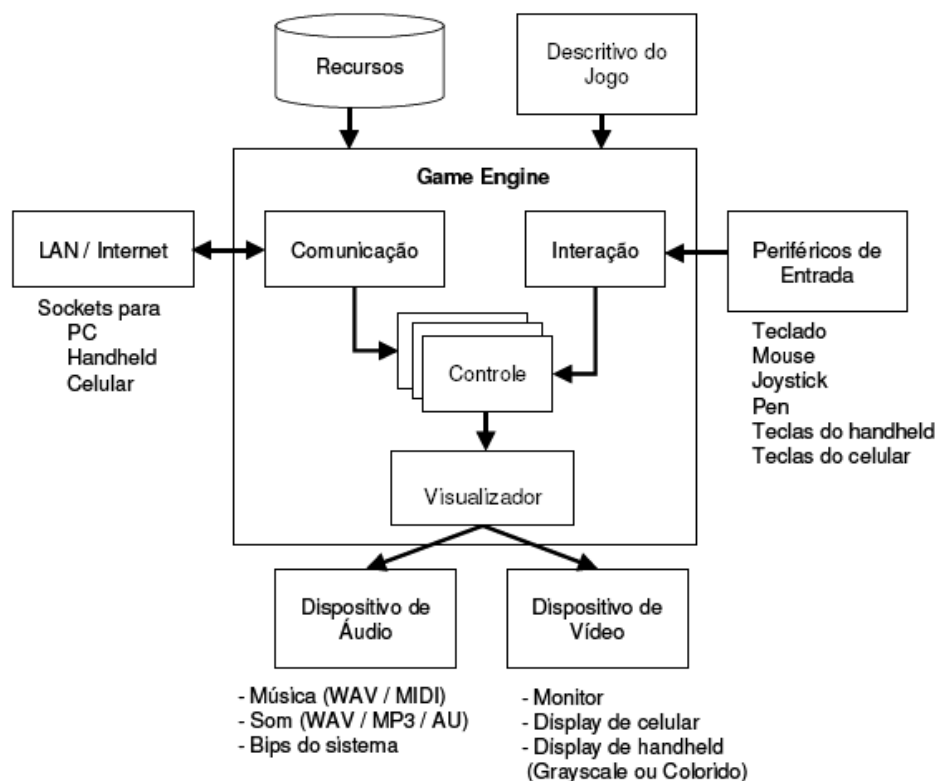 Recursos
Descritivo do
Jogo
Game Engine
LAN / Internet
Comunicação
Interação
Periféricos de
Entrada
Sockets para
PC
Handheld
Celular
Controle
Teclado
Mouse
Joystick
Pen
Teclas do handheld
Teclas do celular
Visualizador
Dispositivo de
Áudio
Dispositivo de
Vídeo
- Música (WAV / MIDI)
- Som (WAV / MP3 / AU)
- Bips do sistema
- Monitor
- Display de celular
- Display de handheld
(Grayscale ou Colorido)